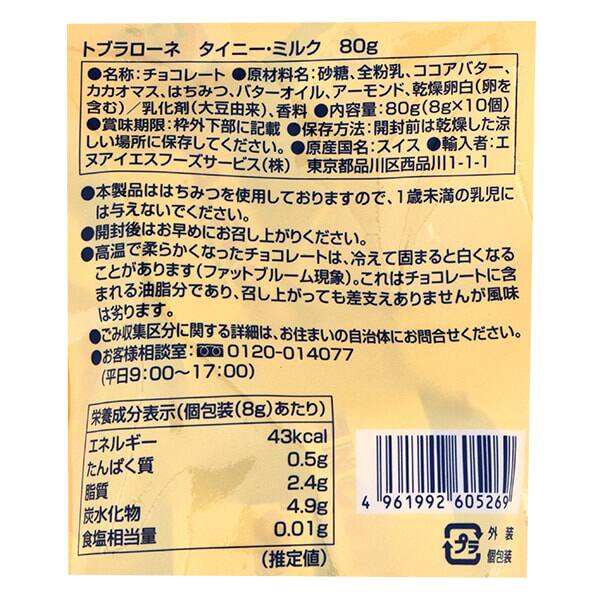 トブラローネ タイニー・ミルク 80g
●名称:チョコレート ●原材料名:砂糖、全粉乳、ココアバター、
カカオマス、はちみつ、バターオイル、アーモンド、乾燥卵白(卵を
含む)/乳化剤(大豆由来)、香料 ●内容量:80g(8g×10個)
●賞味期限:枠外下部に記載 ●保存方法:開封前は乾燥した涼
しい場所に保存してください。 ●原産国名:スイス ●輸入者:エ
ヌアイエスフーズサービス(株) 東京都品川区西品川1-1-1
●本製品ははちみつを使用しておりますので、1歳未満の乳児に
は与えないでください。
●開封後はお早めにお召し上がりください。
●高温で柔らかくなったチョコレートは、冷えて固まると白くなる
ことがあります(ファットブルーム現象)。これはチョコレートに含
まれる油脂分であり、召し上がっても差支えありませんが風味
は劣ります。
●ごみ収集区分に関する詳細は、お住まいの自治体にお問合せください。
●お客様相談室: 0120-014077
(平日9:00〜17:00)
栄養成分表示(個包装(8g)あたり)
エネルギー 43kcal
たんぱく質 0.5g
脂質 2.4g
炭水化物 4.9g
食塩相当量 0.01g
(推定値)
4 961992 605269
プラ 外装
個包装